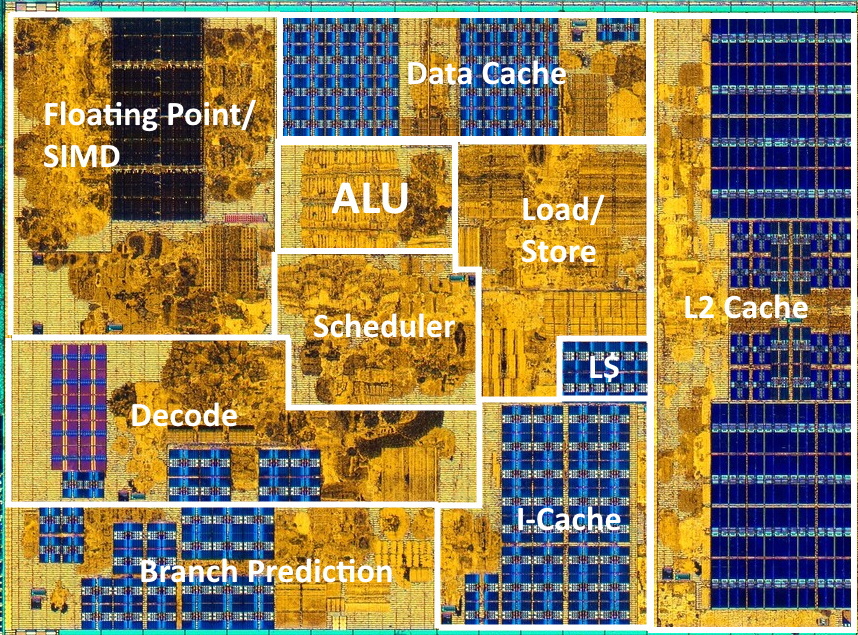 Floating Point/
SIMD
Data Cache
ALU
Load/
Store
L2 Cache
Scheduler
LS
Decode
I-Cache
Branch Prediction